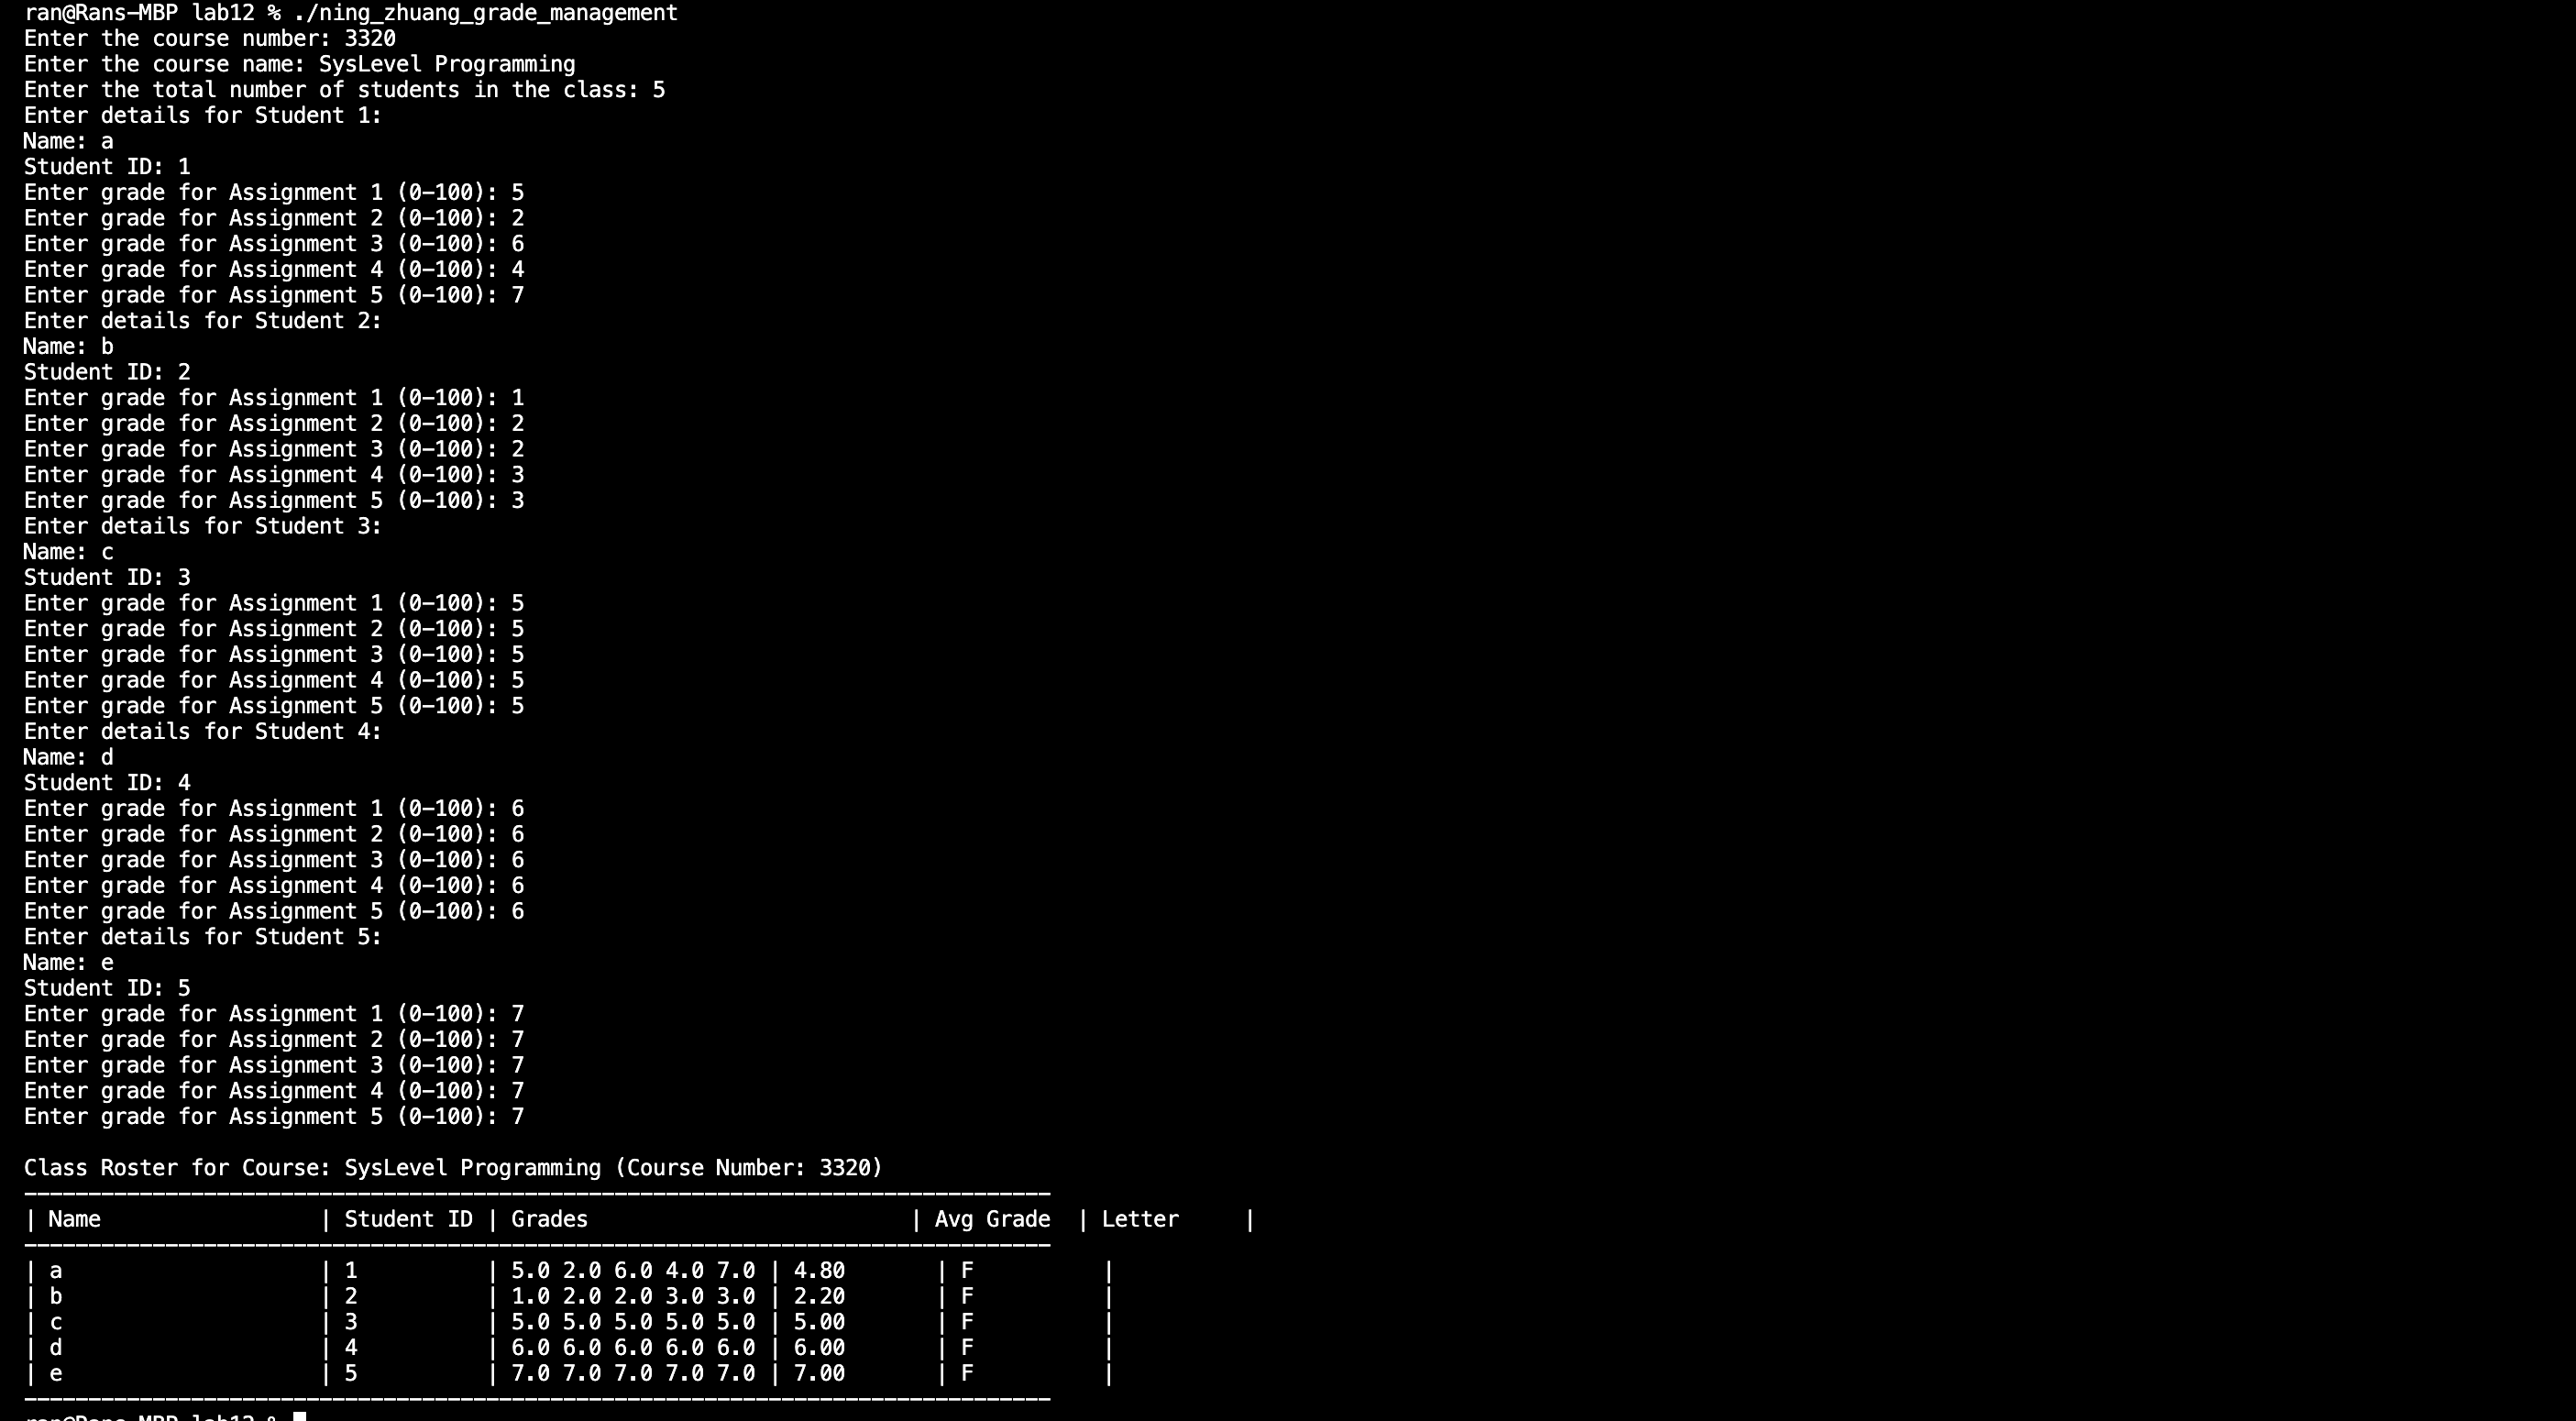 ran@Rans-MBP lab12 % ./ning_zhuang_grade_management
Enter the course number: 3320
Enter the course name: SysLevel Programming
Enter the total number of students in the class: 5
Enter details for Student 1:
Name: a
Student ID: 1
Enter grade for Assignment 1 (0-100): 5
Enter grade for Assignment 2 (0-100): 2
Enter grade for Assignment 3 (0-100): 6
Enter grade for Assignment 4 (0-100): 4
Enter grade for Assignment 5 (0-100): 7
Enter details for Student 2:
Name: b
Student ID: 2
Enter grade for Assignment 1 (0-100): 1
Enter grade for Assignment 2 (0-100): 2
Enter grade for Assignment 3 (0-100): 2
Enter grade for Assignment 4 (0-100): 3
Enter grade for Assignment 5 (0-100): 3
Enter details for Student 3:
Name: c
Student ID: 3
Enter grade for Assignment 1 (0-100): 5
Enter grade for Assignment 2 (0-100): 5
Enter grade for Assignment 3 (0-100): 5
Enter grade for Assignment 4 (0-100): 5
Enter grade for Assignment 5 (0-100): 5
Enter details for Student 4:
Name: d
Student ID: 4
Enter grade for Assignment 1 (0-100): 6
Enter grade for Assignment 2 (0-100): 6
Enter grade for Assignment 3 (0-100): 6
Enter grade for Assignment 4 (0-100): 6
Enter grade for Assignment 5 (0-100): 6
Enter details for Student 5:
Name: e
Student ID: 5
Enter grade for Assignment 1 (0-100): 7
Enter grade for Assignment 2 (0-100): 7
Enter grade for Assignment 3 (0-100): 7
Enter grade for Assignment 4 (0-100): 7
Enter grade for Assignment 5 (0-100): 7
Class Roster for Course: SysLevel Programming (Course Number: 3320)
--------------------------------------------------------------------------------
| Name                 | Student ID | Grades                         | Avg Grade  | Letter     |
--------------------------------------------------------------------------------
| a                    | 1          | 5.0 2.0 6.0 4.0 7.0 | 4.80       | F          |
| b                    | 2          | 1.0 2.0 2.0 3.0 3.0 | 2.20       | F          |
| c                    | 3          | 5.0 5.0 5.0 5.0 5.0 | 5.00       | F          |
| d                    | 4          | 6.0 6.0 6.0 6.0 6.0 | 6.00       | F          |
| e                    | 5          | 7.0 7.0 7.0 7.0 7.0 | 7.00       | F          |
--------------------------------------------------------------------------------
ran@Rans-MBP lab12 %